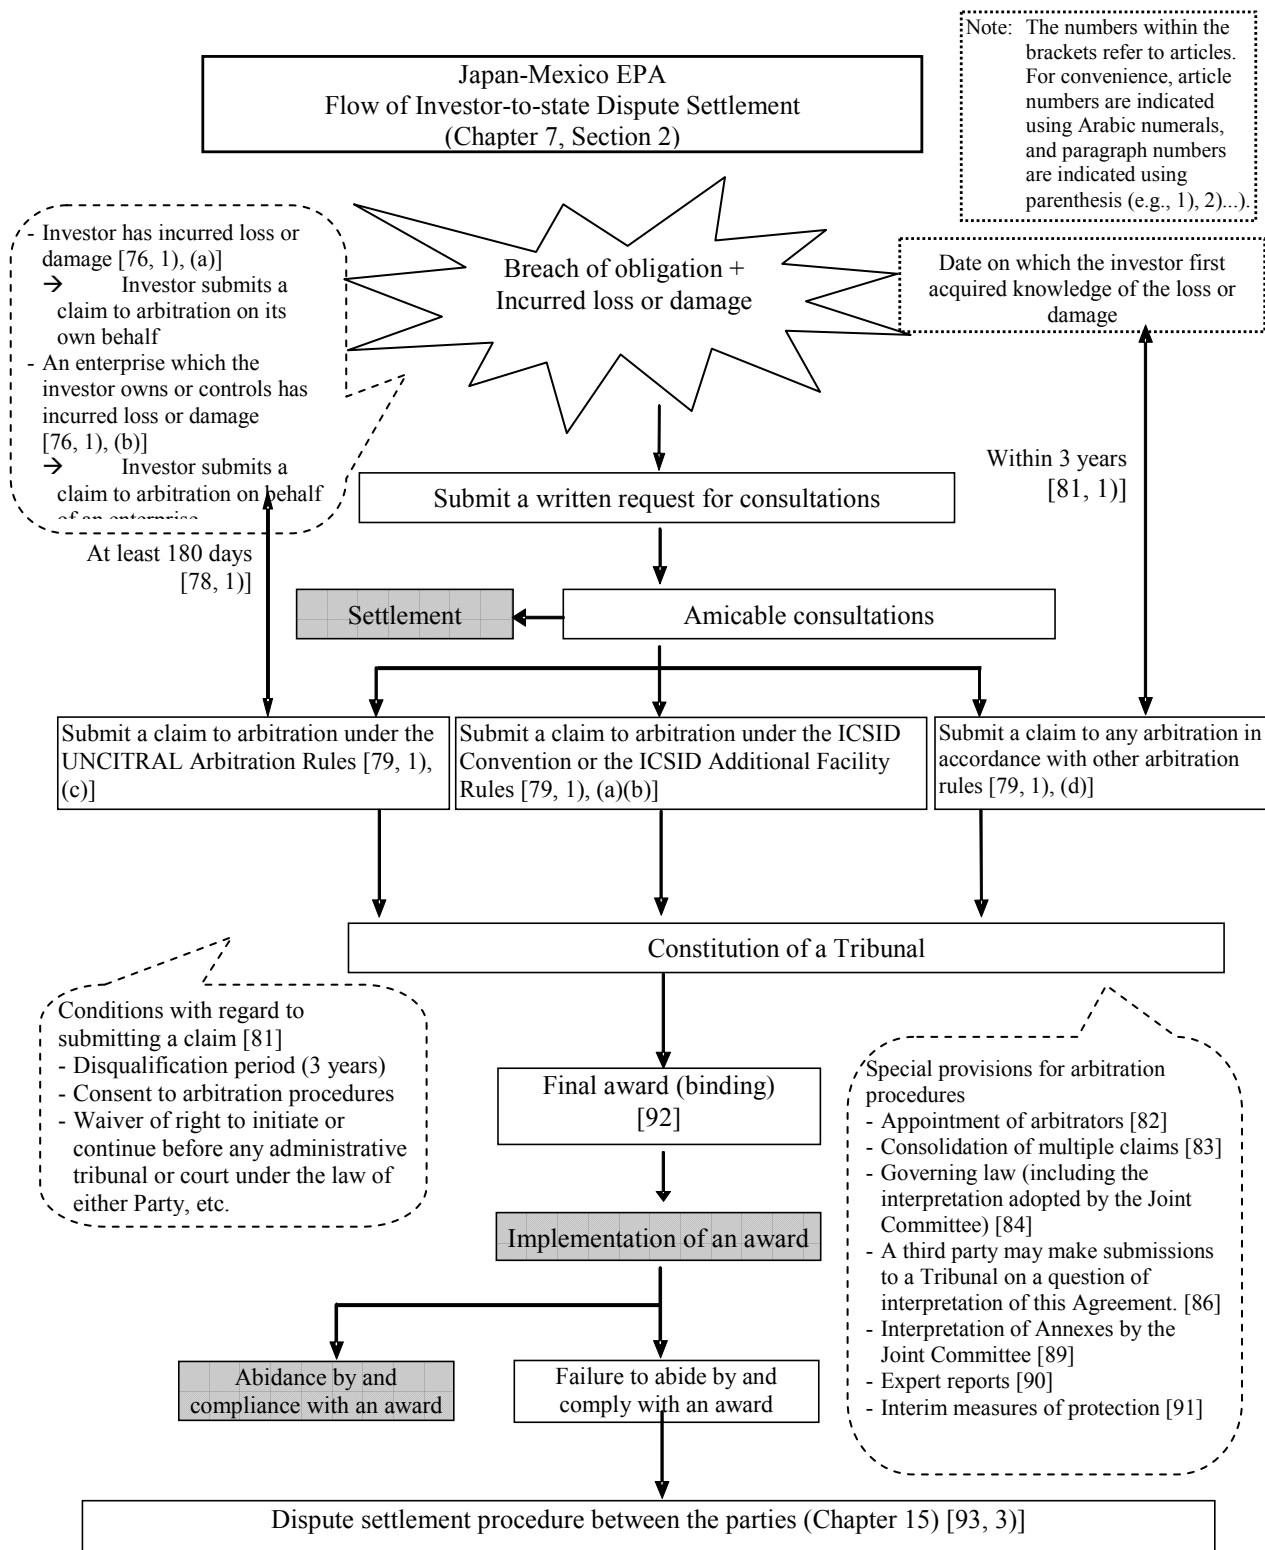 Japan-Mexico EPA
Flow of Investor-to-state Dispute Settlement
(Chapter 7, Section 2)
Note: The numbers within the
brackets refer to articles.
For convenience, article
numbers are indicated
using Arabic numerals,
and paragraph numbers
are indicated using
parenthesis (e.g., 1), 2)...).
- Investor has incurred loss or
damage [76, 1), (a)]
→ Investor submits a
claim to arbitration on its
own behalf
- An enterprise which the
investor owns or controls has
incurred loss or damage
[76, 1), (b)]
→ Investor submits a
claim to arbitration on behalf
of an enterprise
Breach of obligation +
Incurred loss or damage
Date on which the investor first
acquired knowledge of the loss or
damage
Within 3 years
[81, 1)]
Submit a written request for consultations
At least 180 days
[78, 1)]
Settlement
Amicable consultations
Submit a claim to arbitration under the
UNCITRAL Arbitration Rules [79, 1),
(c)]
Submit a claim to arbitration under the ICSID
Convention or the ICSID Additional Facility
Rules [79, 1), (a)(b)]
Submit a claim to any arbitration in
accordance with other arbitration
rules [79, 1), (d)]
Constitution of a Tribunal
Conditions with regard to
submitting a claim [81]
- Disqualification period (3 years)
- Consent to arbitration procedures
- Waiver of right to initiate or
continue before any administrative
tribunal or court under the law of
either Party, etc.
Final award (binding)
[92]
Special provisions for arbitration
procedures
- Appointment of arbitrators [82]
- Consolidation of multiple claims [83]
- Governing law (including the
interpretation adopted by the Joint
Committee) [84]
- A third party may make submissions
to a Tribunal on a question of
interpretation of this Agreement. [86]
- Interpretation of Annexes by the
Joint Committee [89]
- Expert reports [90]
- Interim measures of protection [91]
Implementation of an award
Abidance by and
compliance with an award
Failure to abide by and
comply with an award
Dispute settlement procedure between the parties (Chapter 15) [93, 3)]